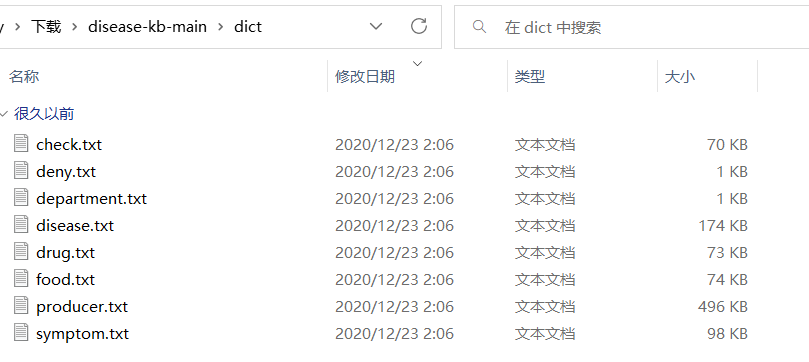 y > 下载 > disease-kb-main > dict
在 dict 中搜索
名称 修改日期 类型 大小
很久以前
check.txt 2020/12/23 2:06 文本文档 70 KB
deny.txt 2020/12/23 2:06 文本文档 1 KB
department.txt 2020/12/23 2:06 文本文档 1 KB
disease.txt 2020/12/23 2:06 文本文档 174 KB
drug.txt 2020/12/23 2:06 文本文档 73 KB
food.txt 2020/12/23 2:06 文本文档 74 KB
producer.txt 2020/12/23 2:06 文本文档 496 KB
symptom.txt 2020/12/23 2:06 文本文档 98 KB